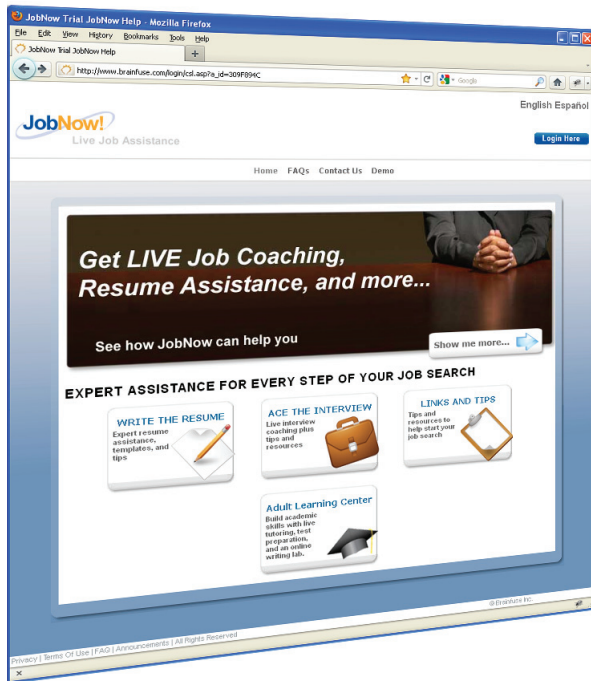 JobNow Trial JobNow Help - Mozilla Firefox
File Edit View History Bookmarks Tools Help
JobNow Trial JobNow Help
http://www.brainfuse.com/login/csl.asp?a_id=309F894C
Google
English Español
JobNow!
Live Job Assistance
Login Here
Home FAQs Contact Us Demo
Get LIVE Job Coaching,
Resume Assistance, and more...
See how JobNow can help you
Show me more...
EXPERT ASSISTANCE FOR EVERY STEP OF YOUR JOB SEARCH
WRITE THE RESUME
Expert resume
assistance,
templates, and
tips
ACE THE INTERVIEW
Live interview
coaching plus
tips and
resources
LINKS AND TIPS
Tips and
resources to
help start your
job search
Adult Learning Center
Build academic
skills with live
tutoring, test
preparation,
and an online
writing lab.
© Brainfuse Inc.
Privacy | Terms Of Use | FAQ | Announcements | All Rights Reserved